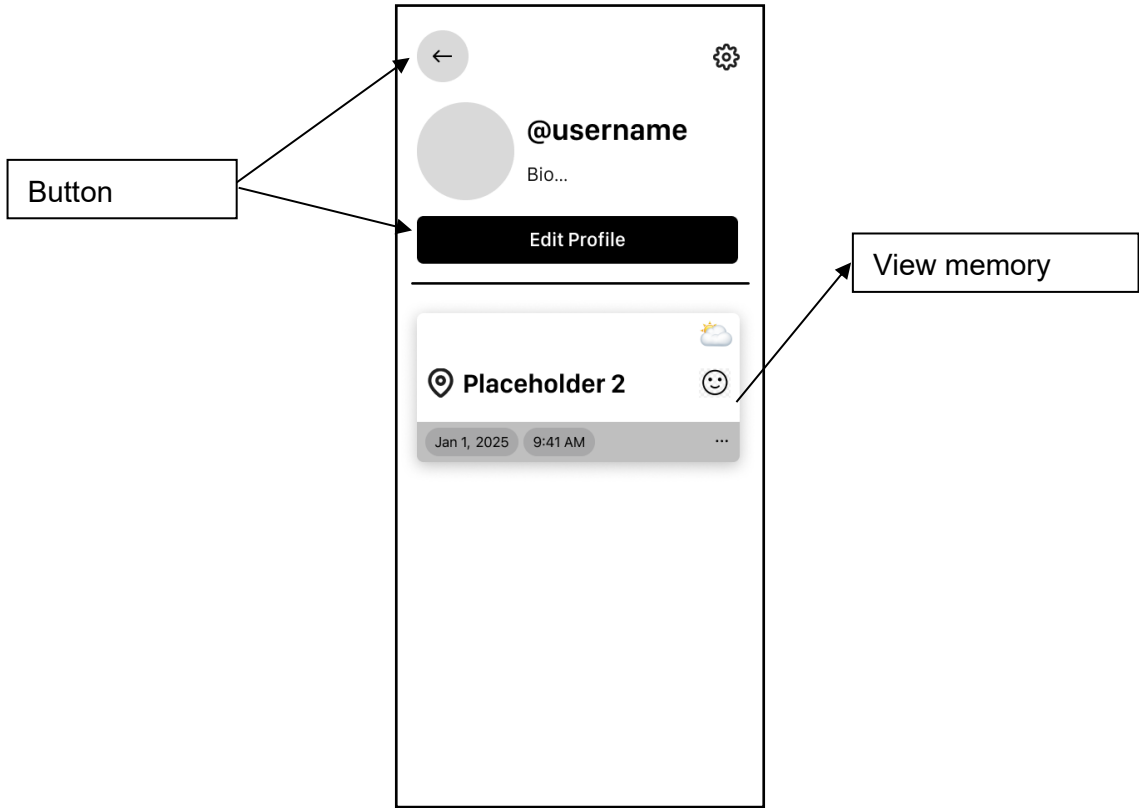 @username
Bio...
Button
Edit Profile
View memory
Placeholder 2
Jan 1, 2025 9:41 AM